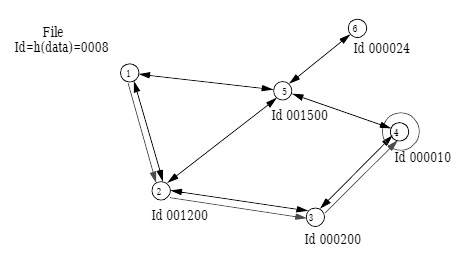 File
Id=h(data)=0008
6
Id 000024
1
5
Id 001500
4
Id 000010
2
Id 001200
3
Id 000200